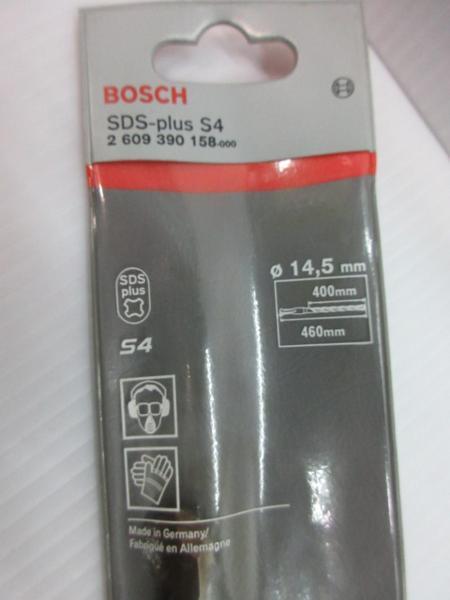 BOSCH
SDS-plus S4
2 609 390 158-000
ø 14,5 mm
SDS
plus
400mm
460mm
S4
Made in Germany/
Fabriqué en Allemagne